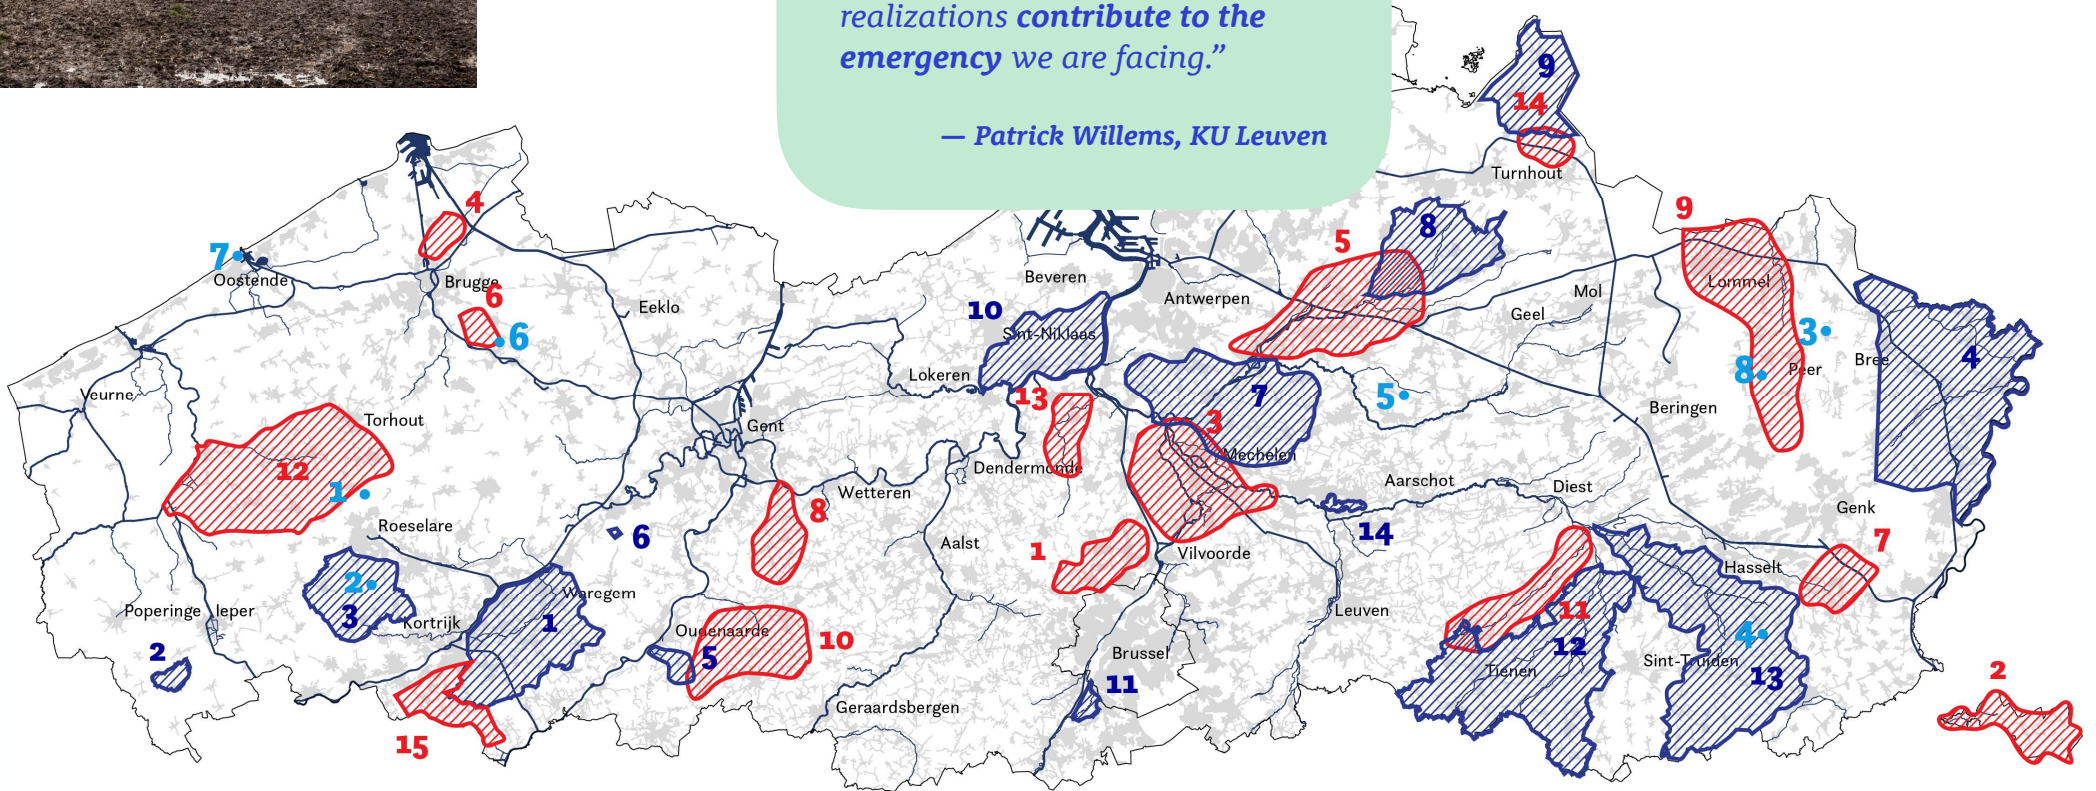 realizations contribute to the
emergency we are facing.”
— Patrick Willems, KU Leuven
9
14
Turnhout
4
9
8
5
7
Oostende
Brugge
6
6
Eeklo
Beveren
10
Antwerpen
Sint-Niklaas
Mol
Geel
Lommel
3
8
Peer
Bree
4
Veurne
Torhout
Lokeren
13
7
5
Beringen
Gent
3
Mechelen
12
1
Dendermonde
Wetteren
Aarschot
Diest
Roeselare
8
6
Aalst
1
Vilvoorde
14
Genk
7
2
3
Poperinge
Ieper
Kortrijk
Waregem
1
Hasselt
Leuven
11
2
Oudenaarde
5
10
Brussel
12
Tienen
Sint-Truiden
4
13
2
11
Geraardsbergen
15